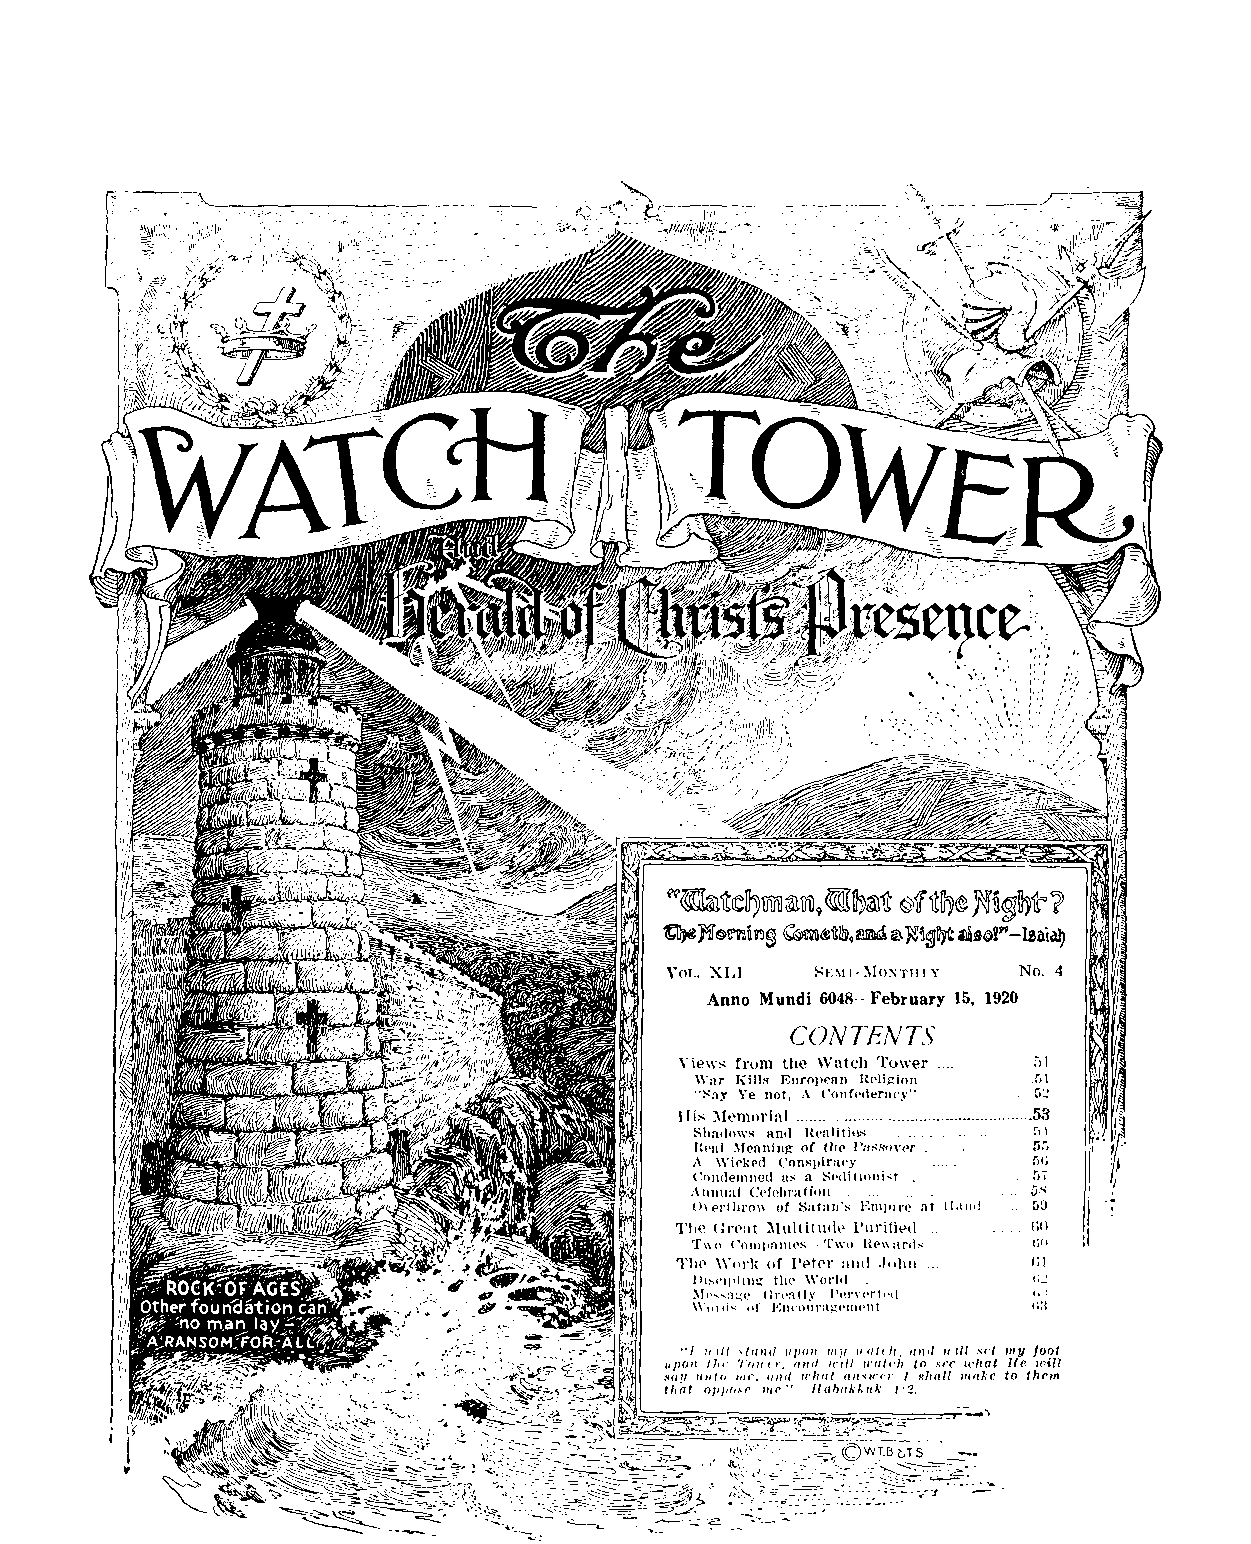 The
WATCH TOWER
And
Herald of Christ's Presence
"Watchman, What of the Night?
The Morning Cometh, and a Night also!"—Isaiah
VOL. XLI SEMI-MONTHLY No. 4
Anno Mundi 6048 -- February 15, 1920
CONTENTS
Views from the Watch Tower .... 51
War Kills European Religion 51
"Say Ye not, A Confederacy" 52
His Memorial 53
Shadows and Realities 54
Real Meaning of the Passover 55
A Wicked Conspiracy 56
Condemned as a Seditionist 57
Annual Celebration 58
Overthrow of Satan's Empire at Hand 59
The Great Multitude Purified 60
Two Companies—Two Rewards 60
The Work of Peter and John ... 61
Discipling the World 62
Message Greatly Perverted
Words of Encouragement 63
"I will stand upon my watch, and will set my foot
upon the Tower, and will watch to see what He will
say unto me, and what answer I shall make to them
that oppose me." Habakkuk 1:2.
ROCK OF AGES
Other foundation can
no man lay—
A RANSOM FOR ALL
© W.T.B.&T.S